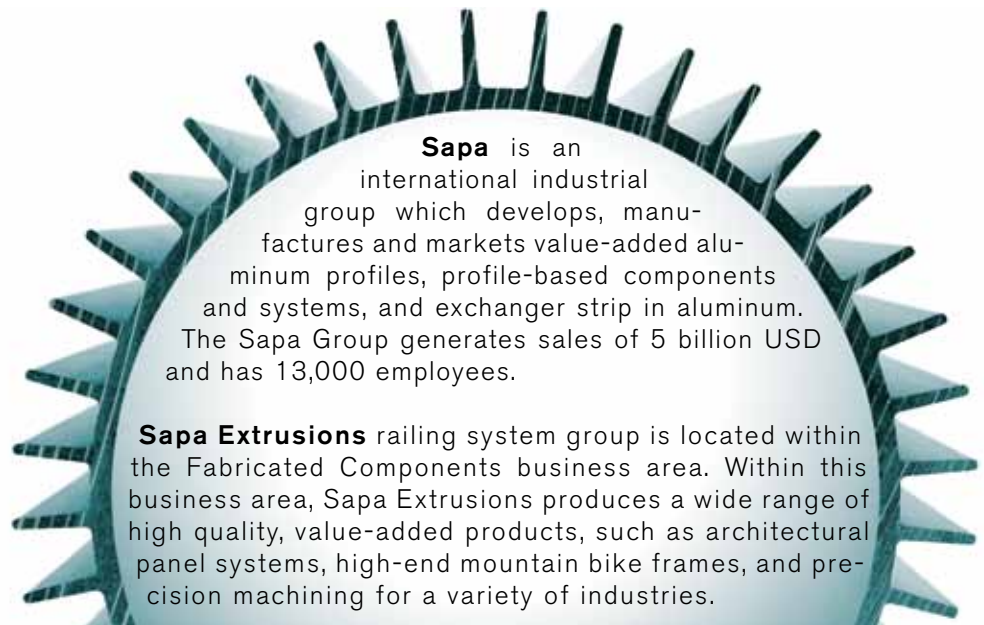 Sapa is an
international industrial
group which develops, manu-
factures and markets value-added alu-
minum profiles, profile-based components
and systems, and exchanger strip in aluminum.
The Sapa Group generates sales of 5 billion USD
and has 13,000 employees.
Sapa Extrusions railing system group is located within
the Fabricated Components business area. Within this
business area, Sapa Extrusions produces a wide range of
high quality, value-added products, such as architectural
panel systems, high-end mountain bike frames, and pre-
cision machining for a variety of industries.